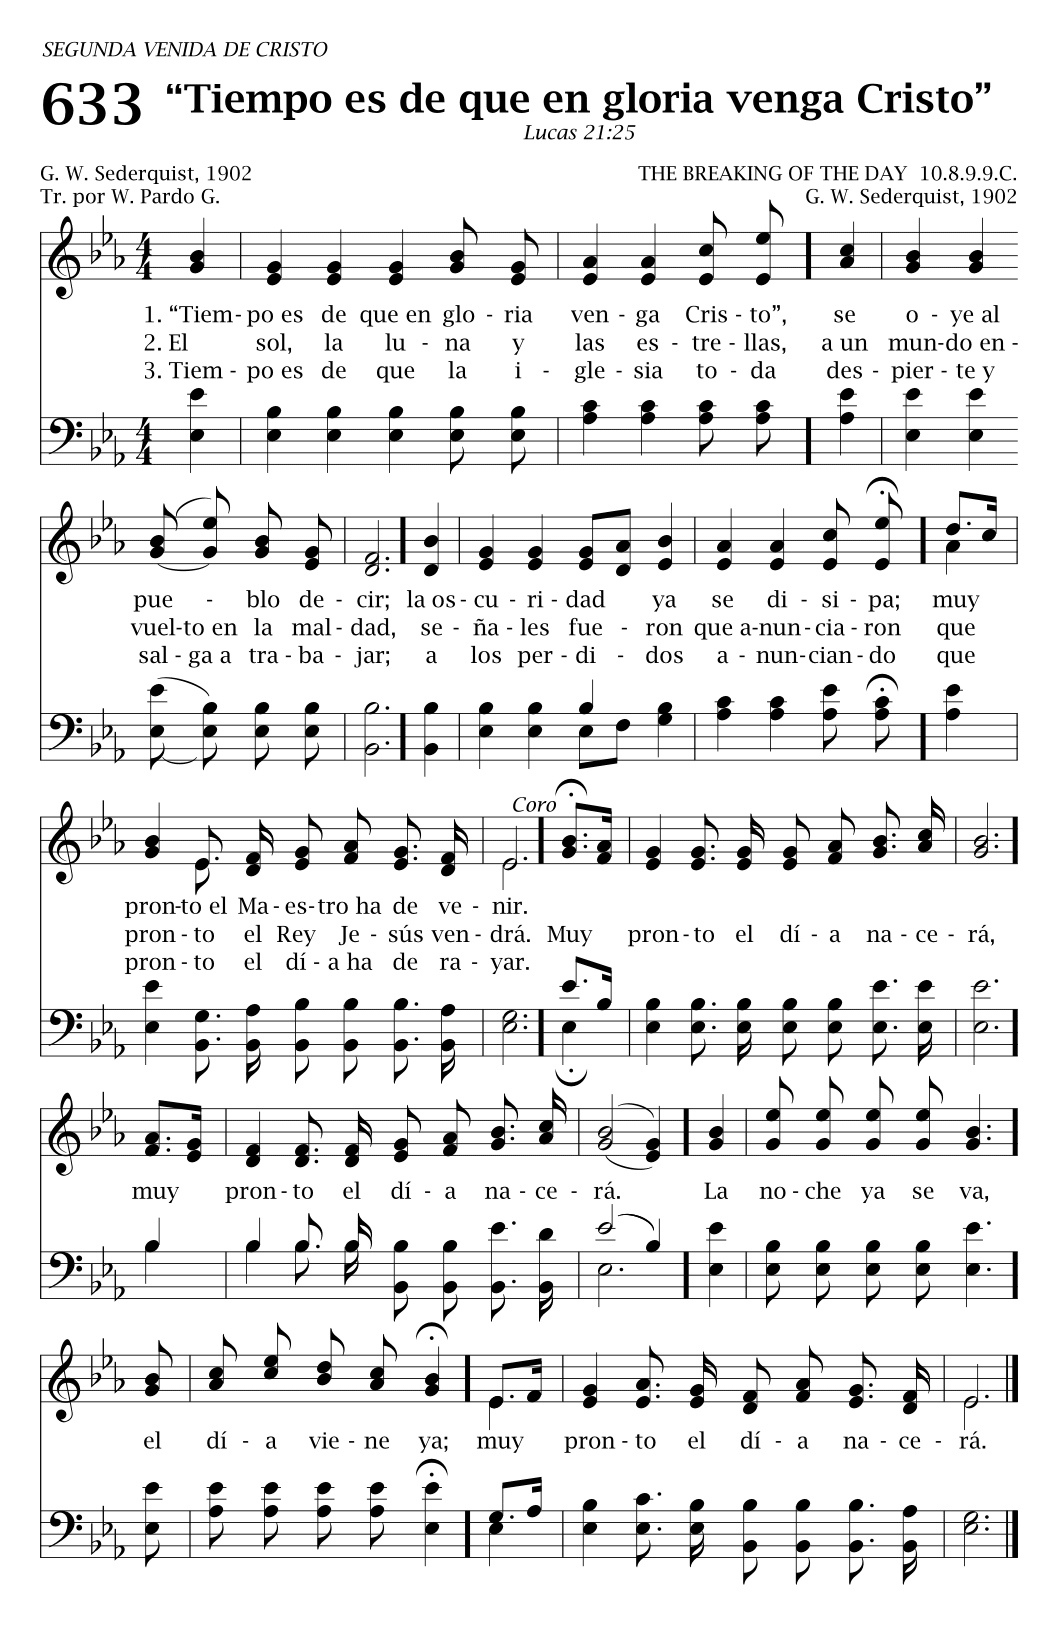 SEGUNDA VENIDA DE CRISTO
633 “Tiempo es de que en gloria venga Cristo”
Lucas 21:25
G. W. Sederquist, 1902 THE BREAKING OF THE DAY 10.8.9.9.C.
Tr. por W. Pardo G. G. W. Sederquist, 1902
1. “Tiem- po es de que en glo - ria ven - ga Cris - to”, se o - ye al
2. El sol, la lu - na y las es - tre - llas, a un mun- do en -
3. Tiem - po es de que la i - gle - sia to - da des - pier - te y
pue - blo de - cir; la os - cu - ri - dad ya se di - si - pa; muy
vuel- to en la mal - dad, se - ña - les fue - ron que a- nun - cia - ron que
sal - ga a tra - ba - jar; a los per - di - dos a - nun- cian - do que
Coro
pron- to el Ma - es- tro ha de ve - nir.
pron - to el Rey Je - sús ven - drá. Muy pron - to el dí - a na - ce - rá,
pron - to el dí - a ha de ra - yar.
muy pron - to el dí - a na - ce - rá. La no - che ya se va,
el dí - a vie - ne ya; muy pron - to el dí - a na - ce - rá.